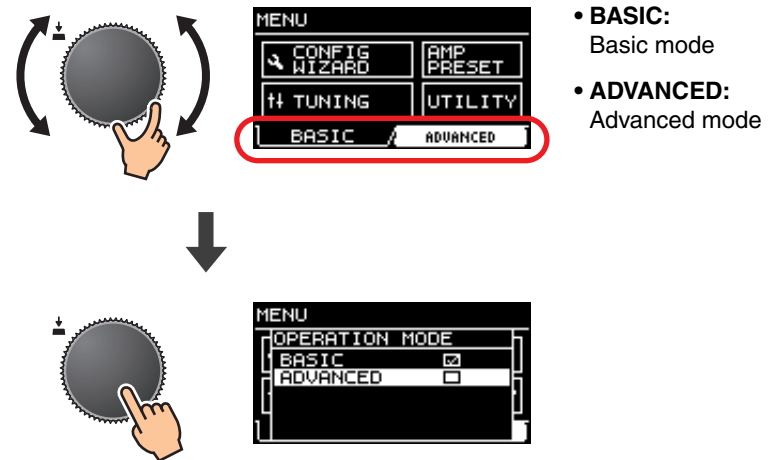 MENU
CONFIG WIZARD
AMP PRESET
TUNING
UTILITY
BASIC
ADVANCED
• BASIC:
Basic mode
• ADVANCED:
Advanced mode
MENU
OPERATION MODE
BASIC
ADVANCED